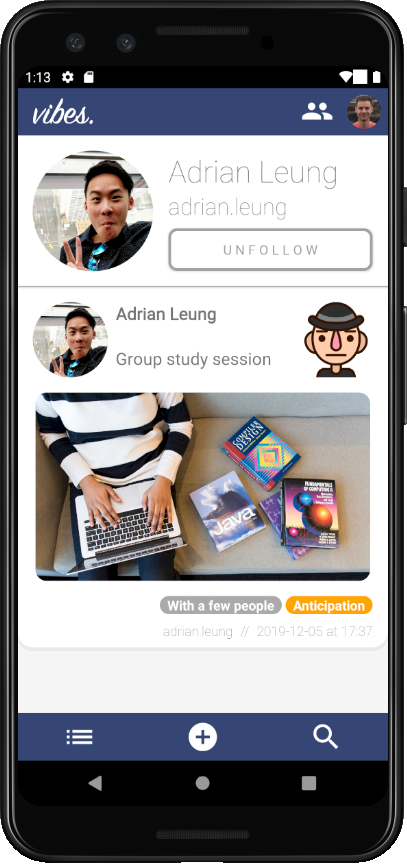 1:13
vibes.
Adrian Leung
adrian.leung
UNFOLLOW
Adrian Leung
Group study session
COMPILER
DESIGN
Java
FUNDAMENTALS
OF COMPUTING II
With a few people
Anticipation
adrian.leung // 2019-12-05 at 17:37